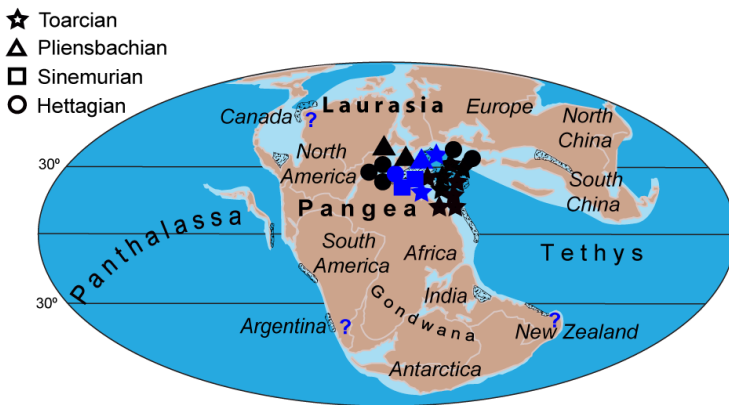 Toarcian
Pliensbachian
Sinemurian
Hettagian
Canada
?
Laurasia
Europe
North
China
30º
North
America
South
China
Pangea
Panthalassa
South
America
Africa
Tethys
India
30º
Gondwana
Argentina
?
?
New Zealand
Antarctica